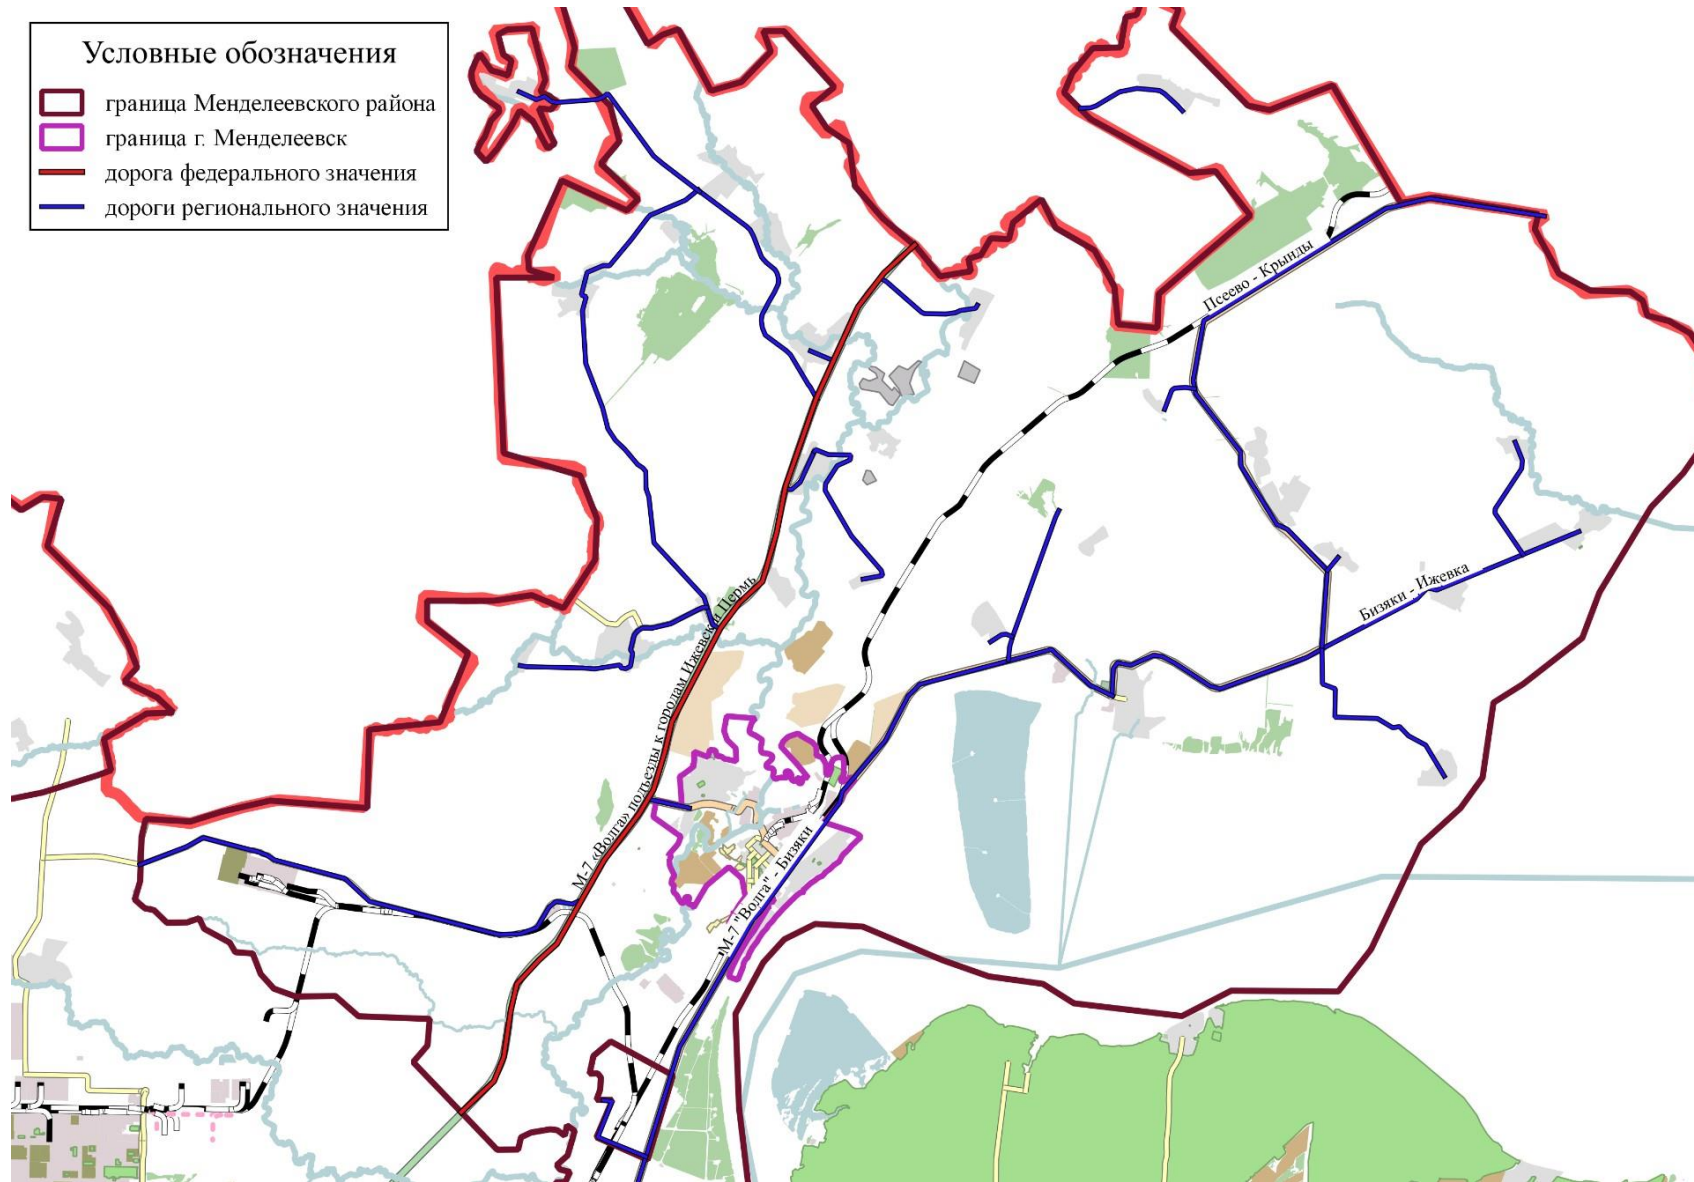 Условные обозначения
граница Менделеевского района
граница г. Менделеевск
дорога федерального значения
дороги регионального значения
Псеево - Крынды
Бизяки - Ижевка
М-7 «Волга» подъезды к городам Ижевск и Пермь
М-7 "Волга" - Бизяки